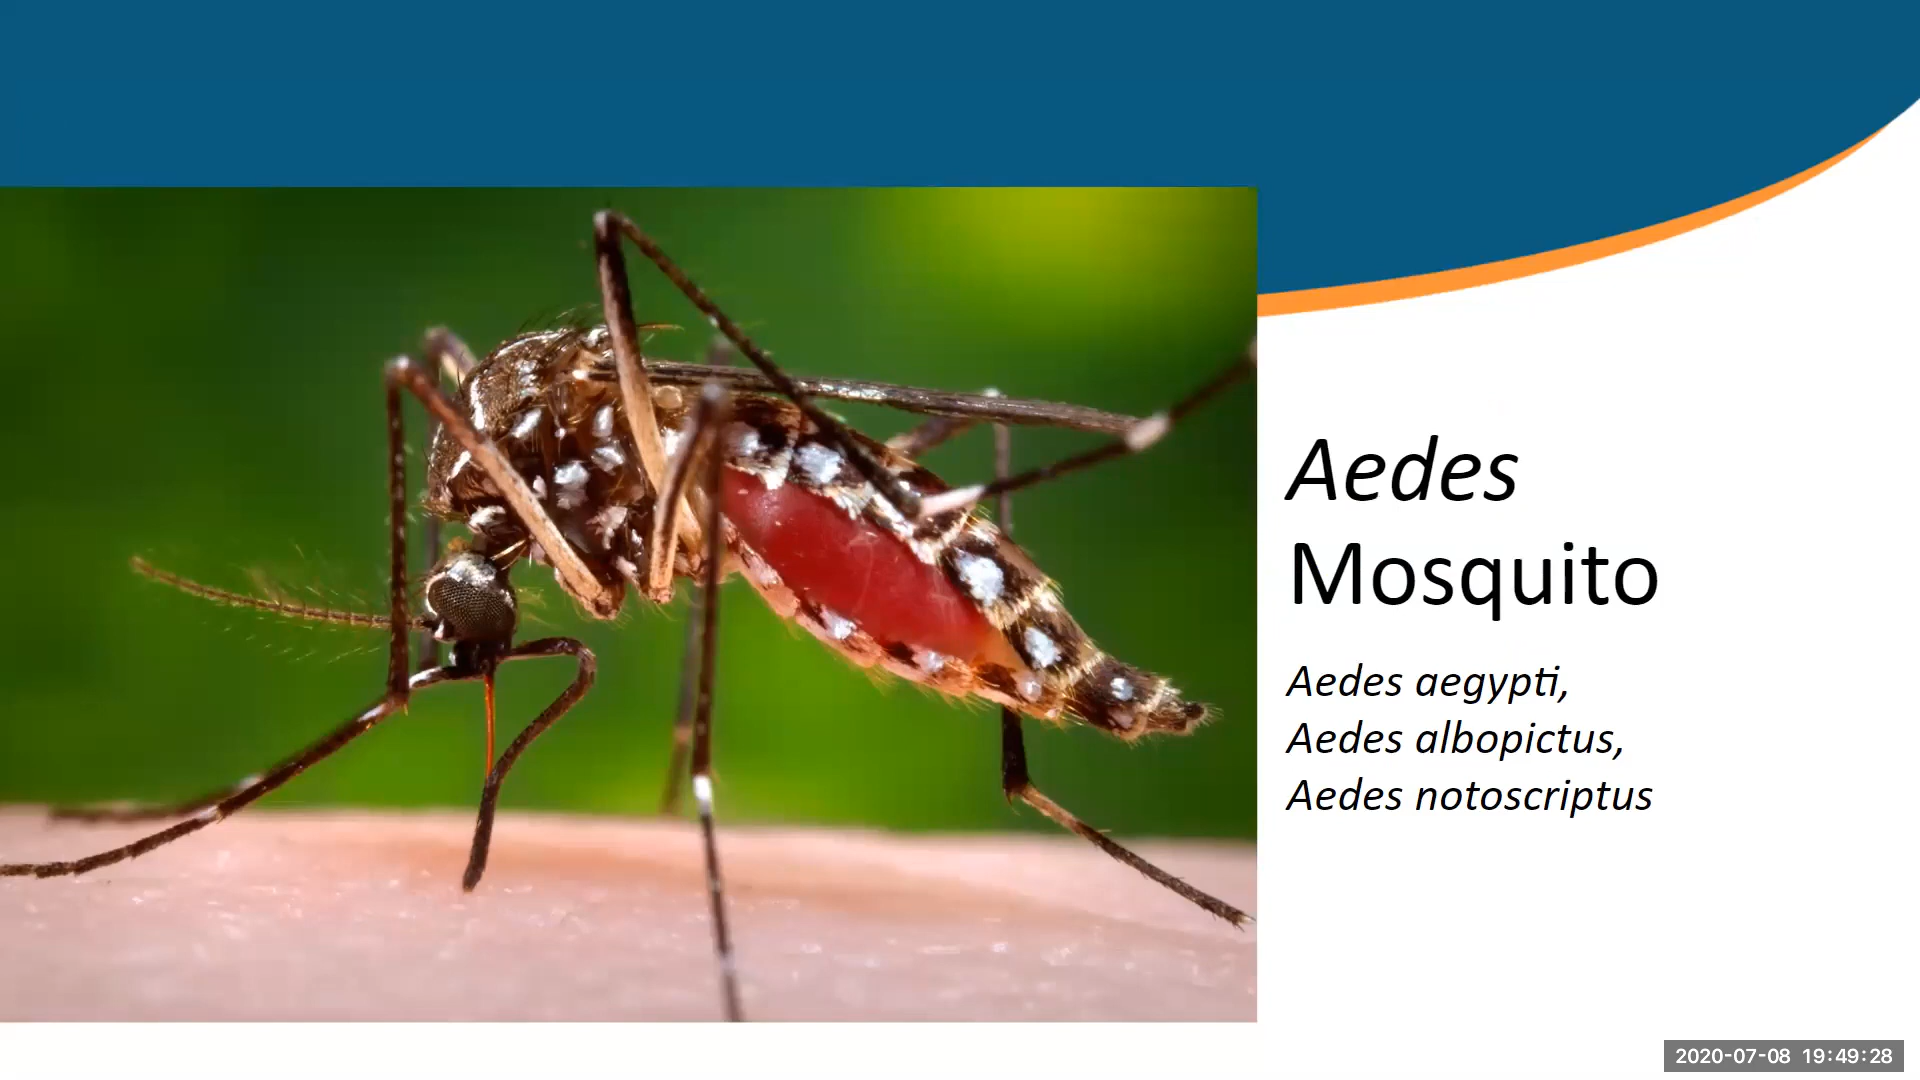 Aedes
Mosquito
Aedes aegypti,
Aedes albopictus,
Aedes notoscriptus
2020-07-08 19:49:28